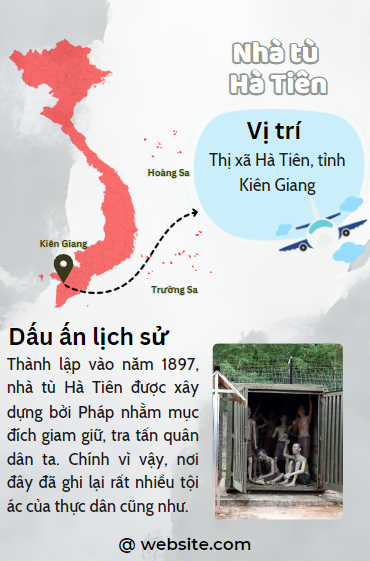 Nhà tù
Hà Tiên
Vị trí
Thị xã Hà Tiên, tỉnh
Kiên Giang
Hoàng Sa
Kiên Giang
Trường Sa
Dấu ấn lịch sử
Thành lập vào năm 1897,
nhà tù Hà Tiên được xây
dựng bởi Pháp nhằm mục
đích giam giữ, tra tấn quân
dân ta. Chính vì vậy, nơi
đây đã ghi lại rất nhiều tội
ác của thực dân cũng như.
@ website.com